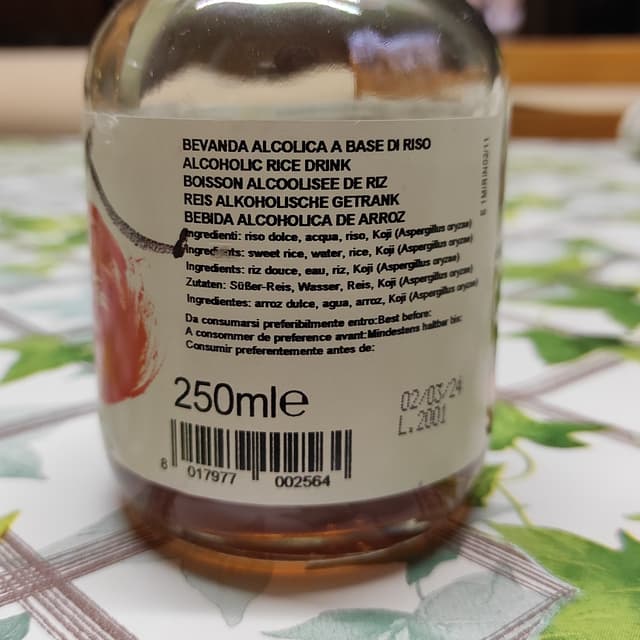 BEVANDA ALCOLICA A BASE DI RISO
ALCOHOLIC RICE DRINK
BOISSON ALCOOLISEE DE RIZ
REIS ALKOHOLISCHE GETRANK
BEBIDA ALCOHOLICA DE ARROZ
Ingredienti: riso dolce, acqua, riso, Koji (Aspergillus oryzae)
Ingredients: sweet rice, water, rice, Koji (Aspergillus oryzae)
Ingredients: riz douce, eau, riz, Koji (Aspergillus oryzae)
Zutaten: Süßer-Reis, Wasser, Reis, Koji (Aspergillus oryzae)
Ingredientes: arroz dulce, agua, arroz, Koji (Aspergillus oryzae)
Da consumarsi preferibilmente entro:Best before:
A consommer de preference avant:Mindestens haltbar bis:
Consumir preferentemente antes de:
250mle
02/03/24
L.2001
8 017977 002564